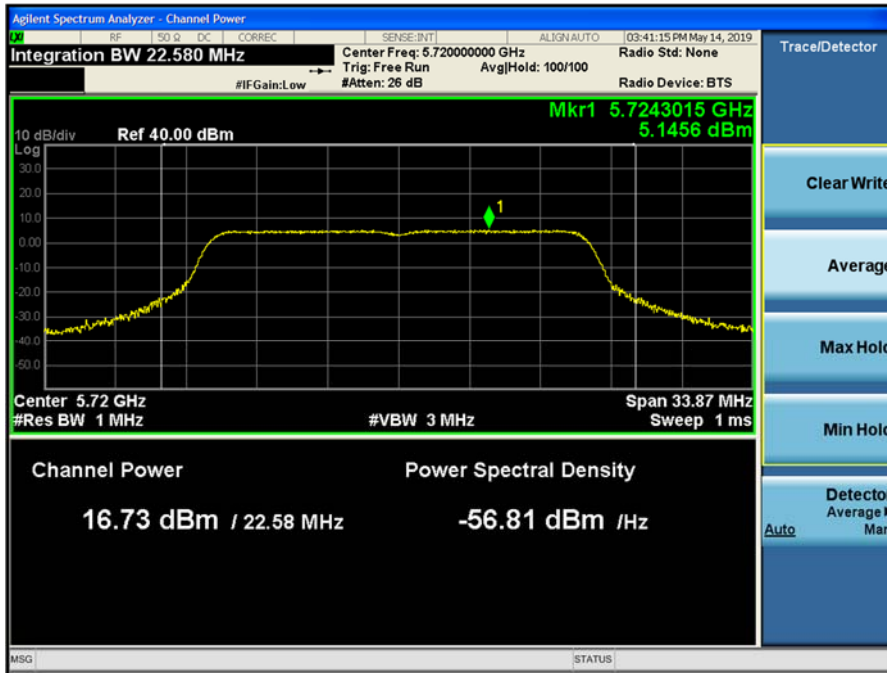 Agilent Spectrum Analyzer - Channel Power
LXI RF 50 Ω DC CORREC SENSE:INT ALIGN AUTO 03:41:15 PM May 14, 2019
Integration BW 22.580 MHz
Center Freq: 5.720000000 GHz
Radio Std: None
Trig: Free Run Avg|Hold: 100/100
#IFGain:Low
#Atten: 26 dB
Radio Device: BTS
Trace/Detector
Mkr1 5.7243015 GHz
5.1456 dBm
10 dB/div Ref 40.00 dBm
Log
30.0
20.0
10.0
0.00
-10.0
-20.0
-30.0
-40.0
-50.0
1
Center 5.72 GHz Span 33.87 MHz
#Res BW 1 MHz #VBW 3 MHz Sweep 1 ms
Channel Power
16.73 dBm / 22.58 MHz
Power Spectral Density
-56.81 dBm /Hz
Clear Write
Average
Max Hold
Min Hold
Detector
Average
Auto Man
MSG STATUS